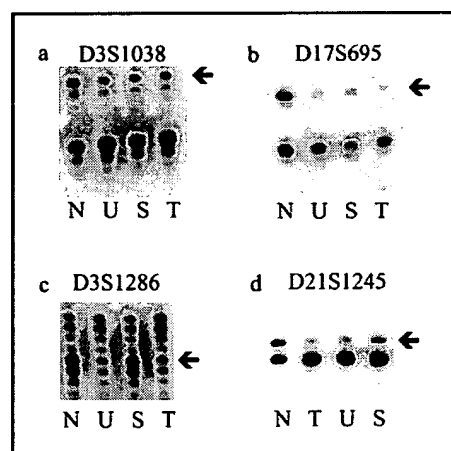 a D3S1038
b D17S695
N U S T
N U S T
c D3S1286
d D21S1245
N U S T
N T U S